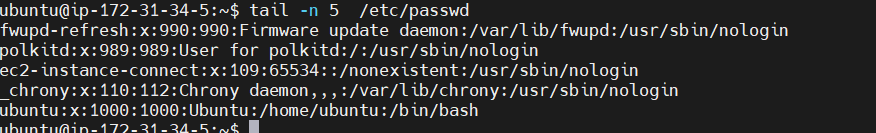 ubuntu@ip-172-31-34-5:~$ tail -n 5  /etc/passwd
fwupd-refresh:x:990:990:Firmware update daemon:/var/lib/fwupd:/usr/sbin/nologin
polkitd:x:989:989:User for polkitd:/:/usr/sbin/nologin
ec2-instance-connect:x:109:65534::/nonexistent:/usr/sbin/nologin
_chrony:x:110:112:Chrony daemon,,,:/var/lib/chrony:/usr/sbin/nologin
ubuntu:x:1000:1000:Ubuntu:/home/ubuntu:/bin/bash
ubuntu@ip-172-31-34-5:~$